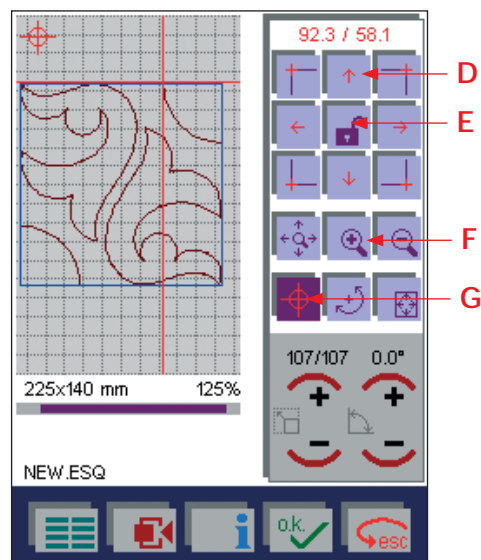 92.3 / 58.1
D
E
F
G
107/107 0.0°
225x140 mm 125%
NEW.ESQ
i o.k. esc